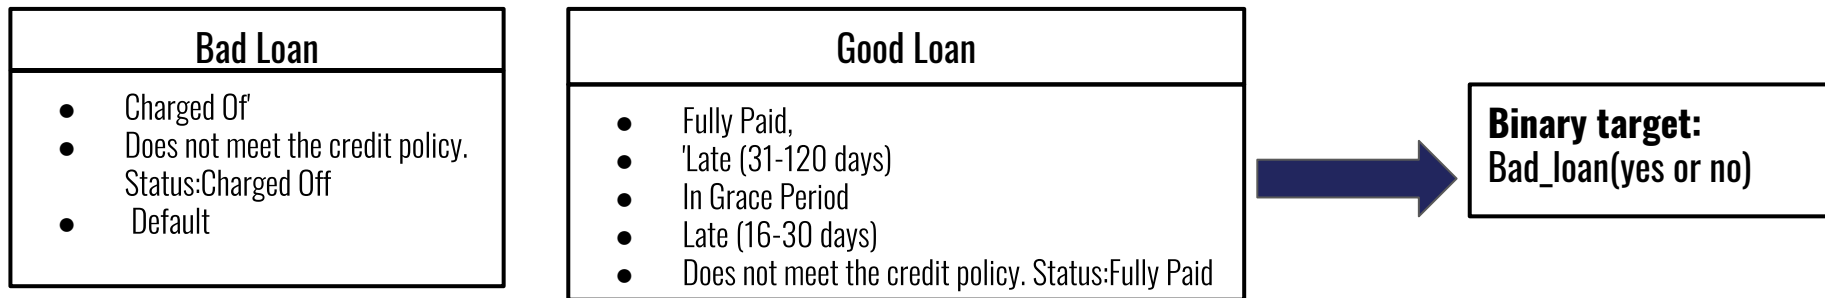 Bad Loan
● Charged Of'
● Does not meet the credit policy.
Status:Charged Off
● Default
Good Loan
● Fully Paid,
● 'Late (31-120 days)
● In Grace Period
● Late (16-30 days)
● Does not meet the credit policy. Status:Fully Paid
Binary target:
Bad_loan(yes or no)